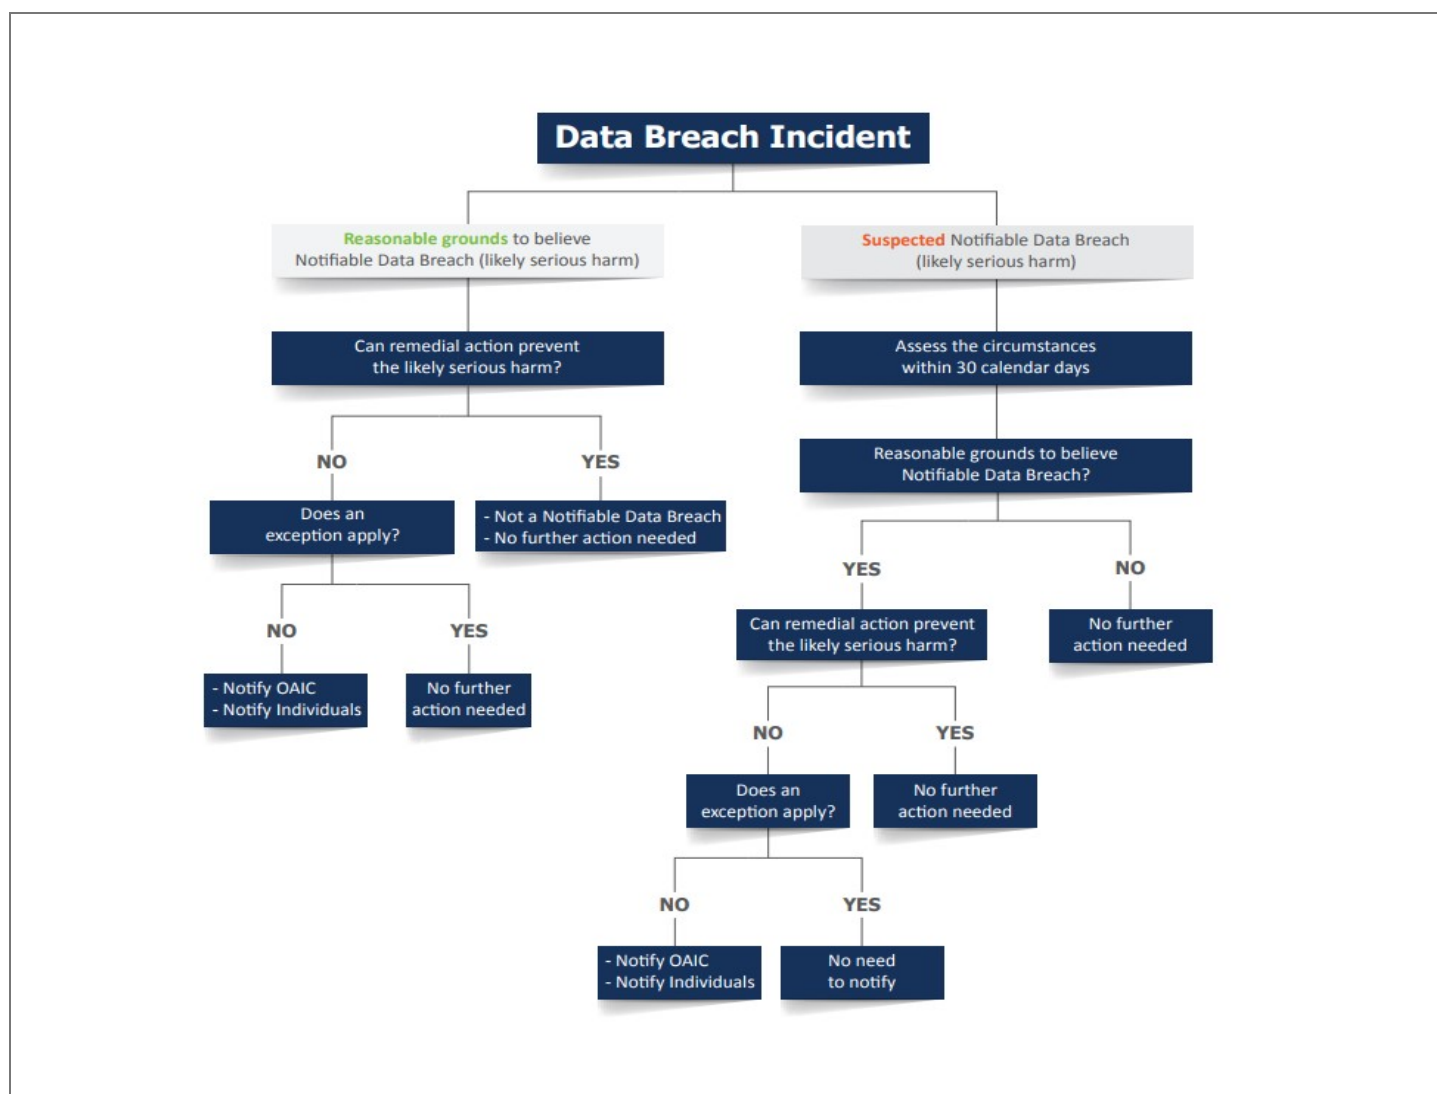 Data Breach Incident
Reasonable grounds to believe
Notifiable Data Breach (likely serious harm)
Suspected Notifiable Data Breach
(likely serious harm)
Can remedial action prevent
the likely serious harm?
Assess the circumstances
within 30 calendar days
NO
YES
Reasonable grounds to believe
Notifiable Data Breach?
Does an
exception apply?
- Not a Notifiable Data Breach
- No further action needed
YES
NO
NO
YES
Can remedial action prevent
the likely serious harm?
No further
action needed
- Notify OAIC
- Notify Individuals
No further
action needed
NO
YES
Does an
exception apply?
No further
action needed
NO
YES
- Notify OAIC
- Notify Individuals
No need
to notify